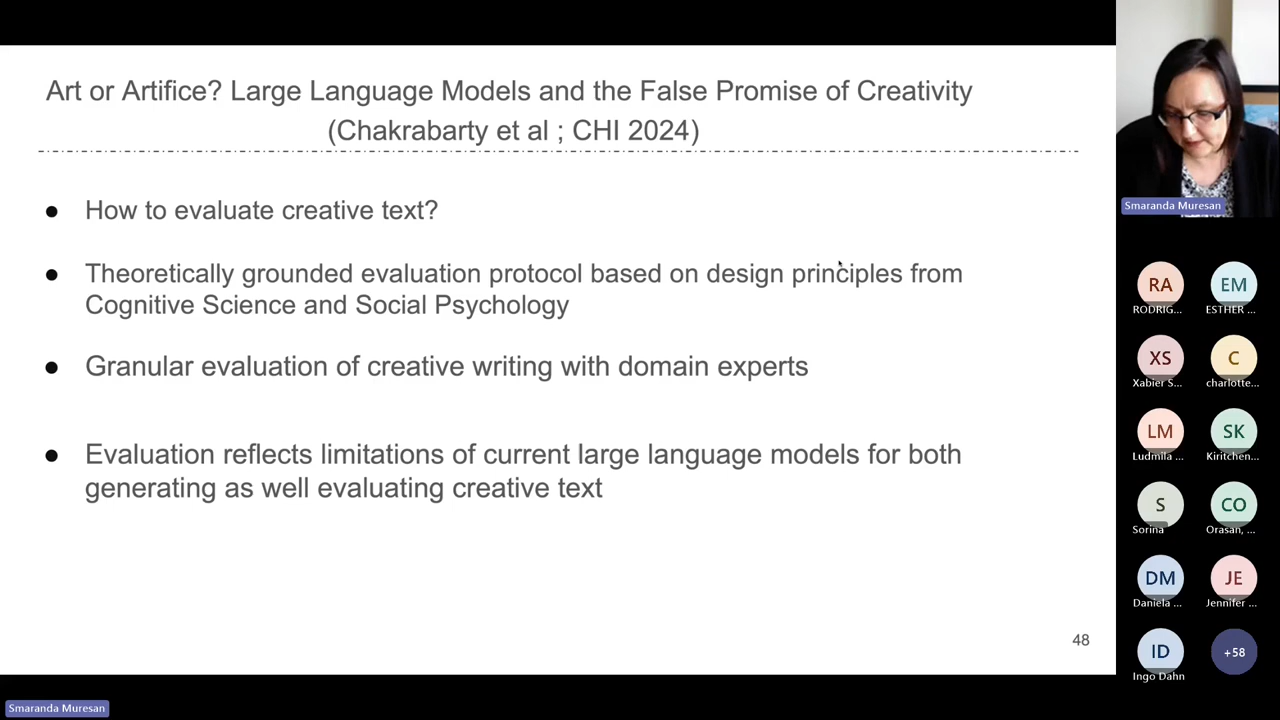 Art or Artifice? Large Language Models and the False Promise of Creativity
(Chakrabarty et al ; CHI 2024)
● How to evaluate creative text?
● Theoretically grounded evaluation protocol based on design principles from
Cognitive Science and Social Psychology
● Granular evaluation of creative writing with domain experts
● Evaluation reflects limitations of current large language models for both
generating as well evaluating creative text
48
Smaranda Muresan
RA
RODRIG...
EM
ESTHER ...
XS
Xabier S...
C
charlotte...
LM
Ludmila ...
SK
Kiritchen...
S
Sorina
CO
Orasan, ...
DM
Daniela ...
JE
Jennifer ...
ID
Ingo Dahn
+58
Smaranda Muresan